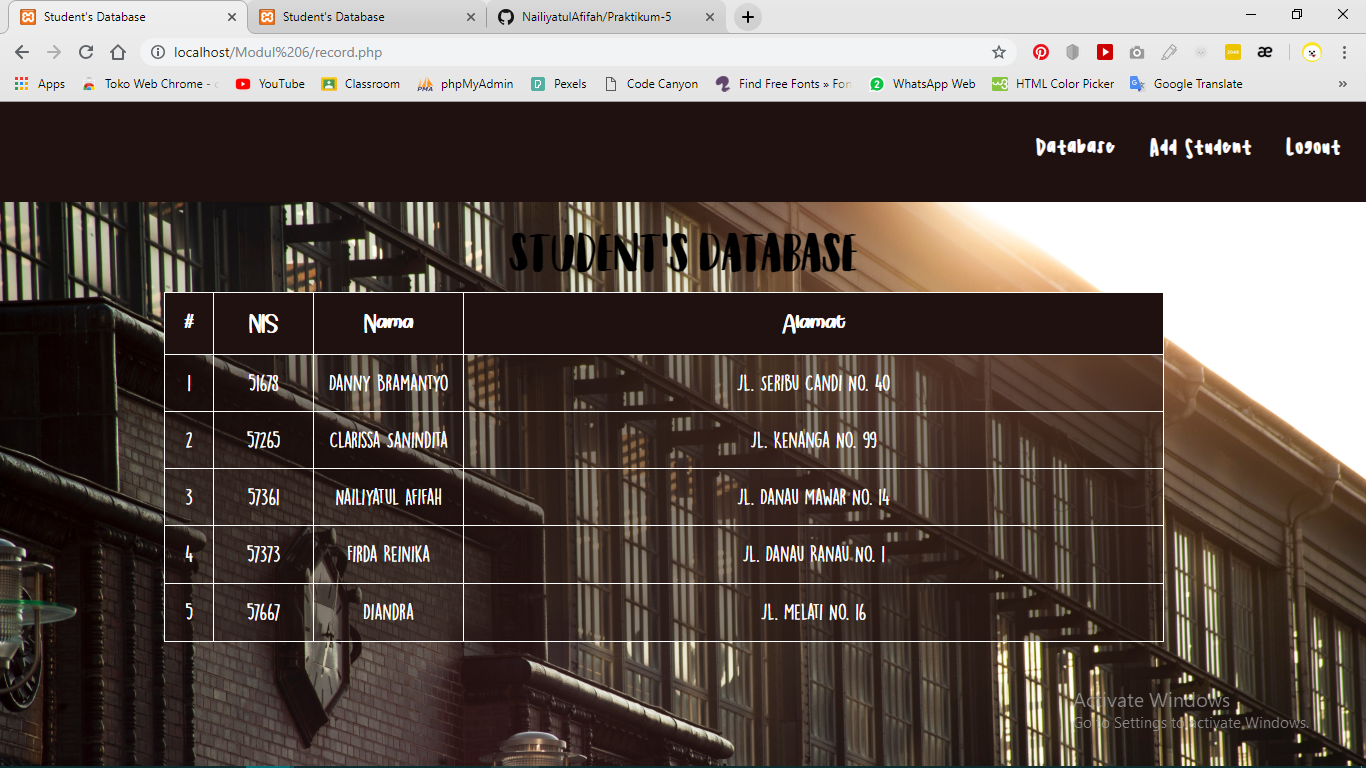 Student's Database
Student's Database
NailiyatulAfifah/Praktikum-5
localhost/Modul%206/record.php
Apps
Toko Web Chrome -
YouTube
Classroom
PMA
phpMyAdmin
Pexels
Code Canyon
Find Free Fonts » Fon
2
WhatsApp Web
HTML Color Picker
Google Translate
»
Database
Add Student
Logout
STUDENT'S DATABASE
# NIS Nama Alamat
1 51678 DANNY BRAMANTYO JL. SERIBU CANDI NO. 40
2 57265 CLARISSA SANINDITA JL. KENANGA NO. 99
3 57361 NAILIYATUL AFIFAH JL. DANAU MAWAR NO. 14
4 57373 FIRDA REINIKA JL. DANAU RANAU NO. 1
5 57667 DIANDRA JL. MELATI NO. 16
Activate Windows
Go to Settings to activate Windows.